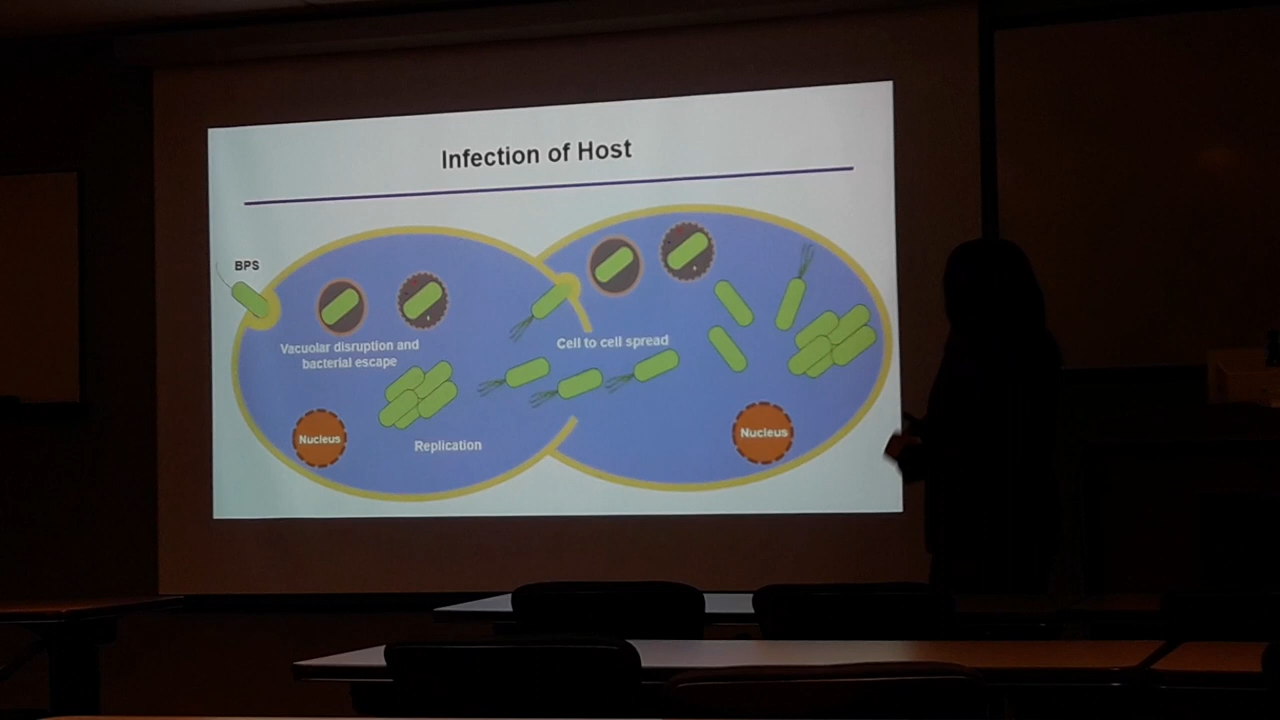 Infection of Host
BPS
Vacuolar disruption and
bacterial escape
Cell to cell spread
Nucleus
Replication
Nucleus